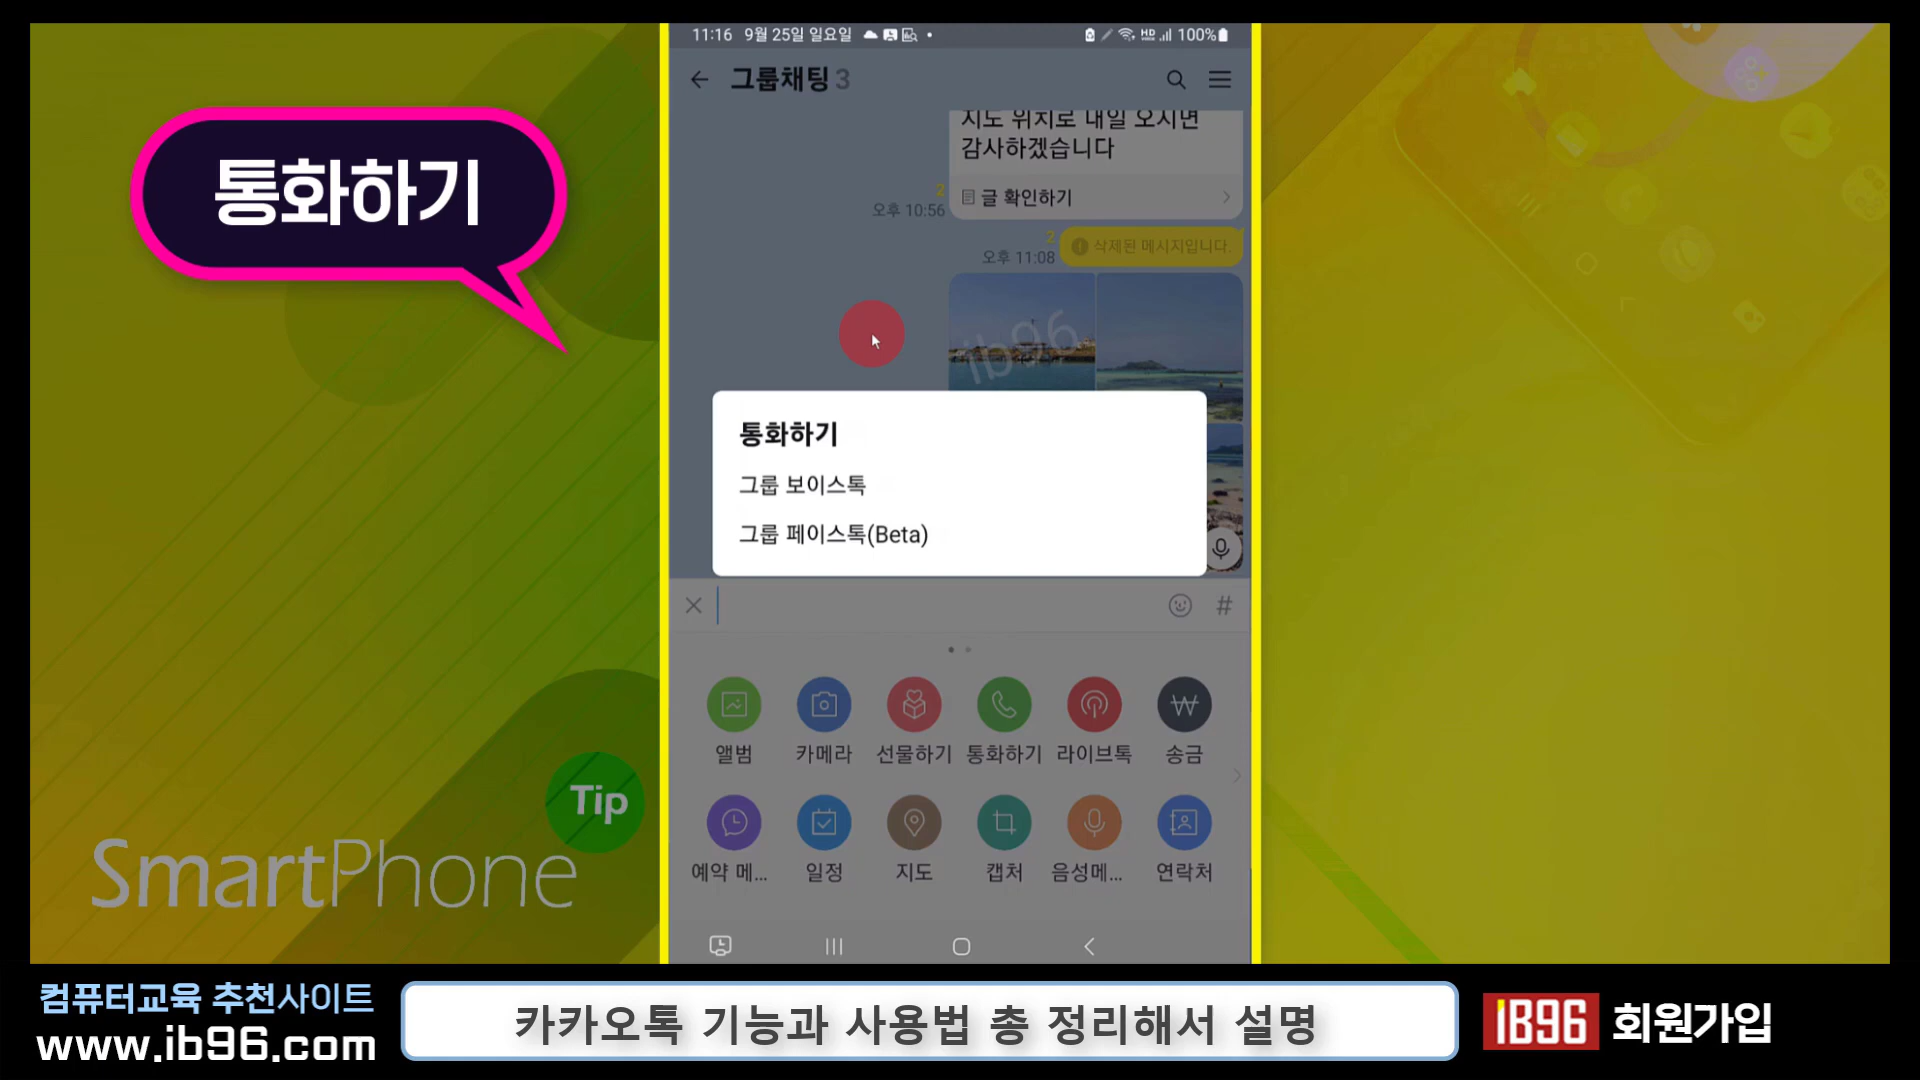 11:16 9월 25일 일요일
100%
그룹채팅 3
통화하기
지도 위치로 내일 오시면
감사하겠습니다
글 확인하기
2
오후 10:56
2
오후 11:08
삭제된 메시지입니다.
ib96
통화하기
그룹 보이스톡
그룹 페이스톡(Beta)
#
앨범 카메라 선물하기 통화하기 라이브톡 송금
예약 메... 일정 지도 캡처 음성메... 연락처
Tip
SmartPhone
컴퓨터교육 추천사이트
www.ib96.com
카카오톡 기능과 사용법 총 정리해서 설명
IB96 회원가입